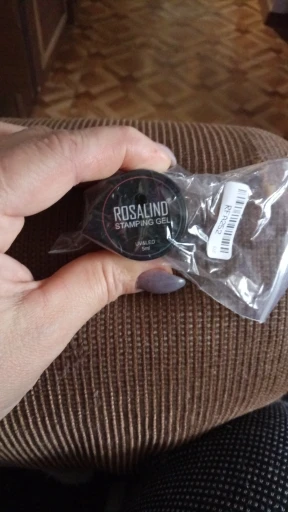 ROSALIND
STAMPING GEL
UV&LED
5ml